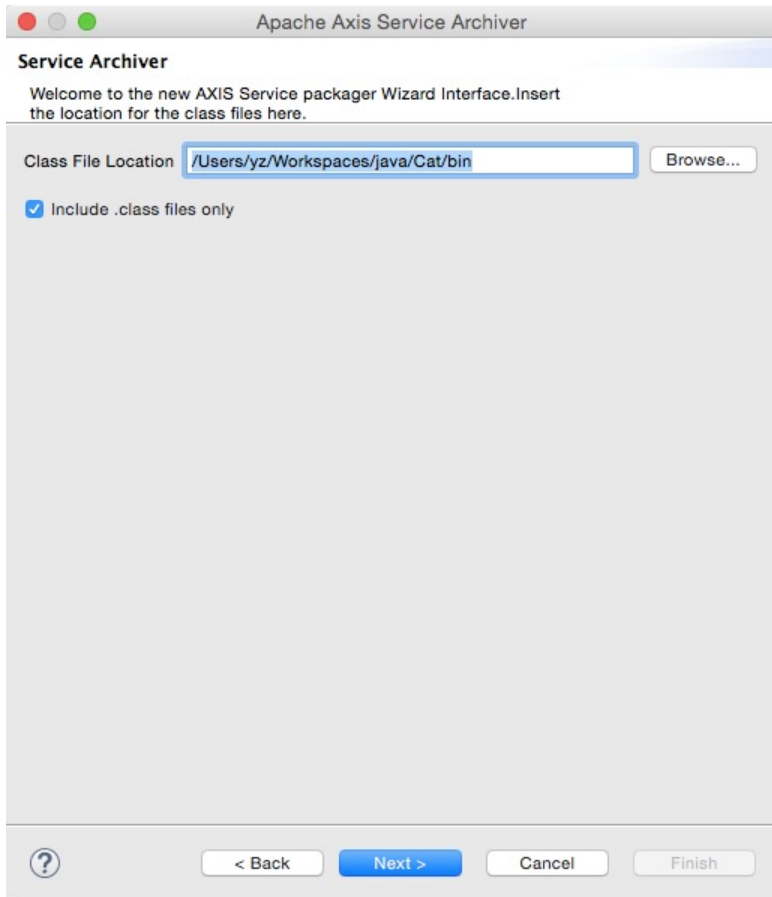 Apache Axis Service Archiver
Service Archiver
Welcome to the new AXIS Service packager Wizard Interface.Insert
the location for the class files here.
Class File Location /Users/yz/Workspaces/java/Cat/bin Browse...
Include .class files only
? < Back Next > Cancel Finish